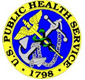 U.S. PUBLIC HEALTH SERVICE
• 1798 •